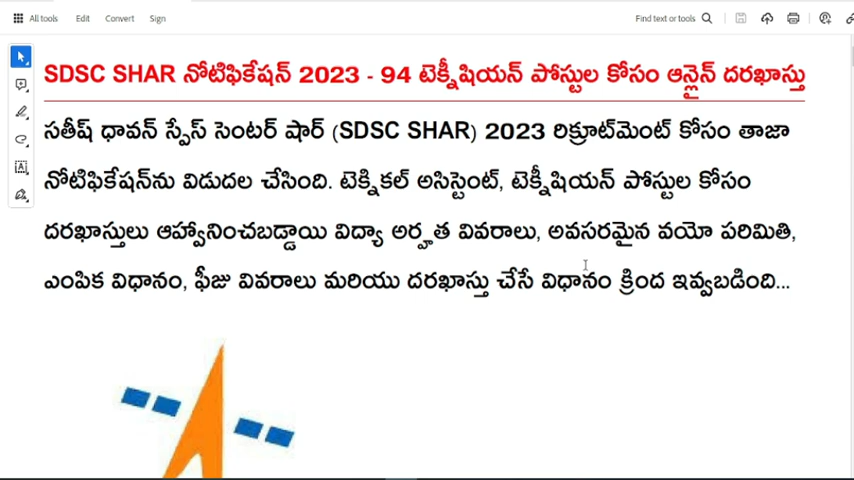 All tools Edit Convert Sign Find text or tools
SDSC SHAR నోటిఫికేషన్ 2023 - 94 టెక్నీషియన్ పోస్టుల కోసం ఆన్లైన్ దరఖాస్తు
సతీష్ ధావన్ స్పేస్ సెంటర్ షార్ (SDSC SHAR) 2023 రిక్రూట్‌మెంట్ కోసం తాజా
నోటిఫికేషన్‌ను విడుదల చేసింది. టెక్నికల్ అసిస్టెంట్, టెక్నీషియన్ పోస్టుల కోసం
దరఖాస్తులు ఆహ్వానించబడ్డాయి విద్యా అర్హత వివరాలు, అవసరమైన వయో పరిమితి,
ఎంపిక విధానం, ఫీజు వివరాలు మరియు దరఖాస్తు చేసే విధానం క్రింద ఇవ్వబడింది...